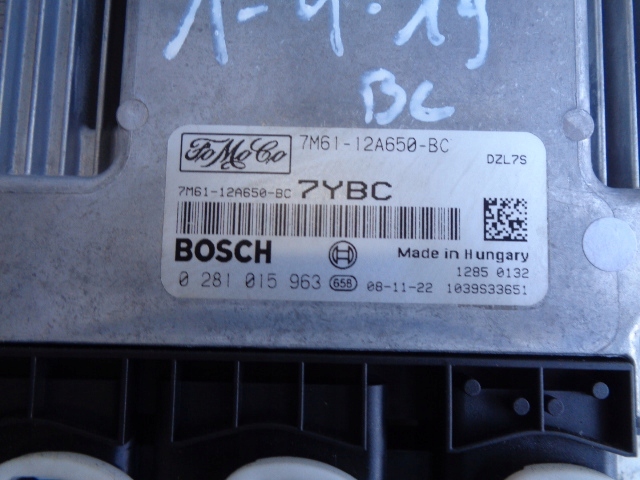 1-4.19
BC
FoMoCo 7M61-12A650-BC
DZL7S
7M61-12A650-BC 7YBC
BOSCH Made in Hungary
1285 0132
0 281 015 963 658 08-11-22 1039S33651